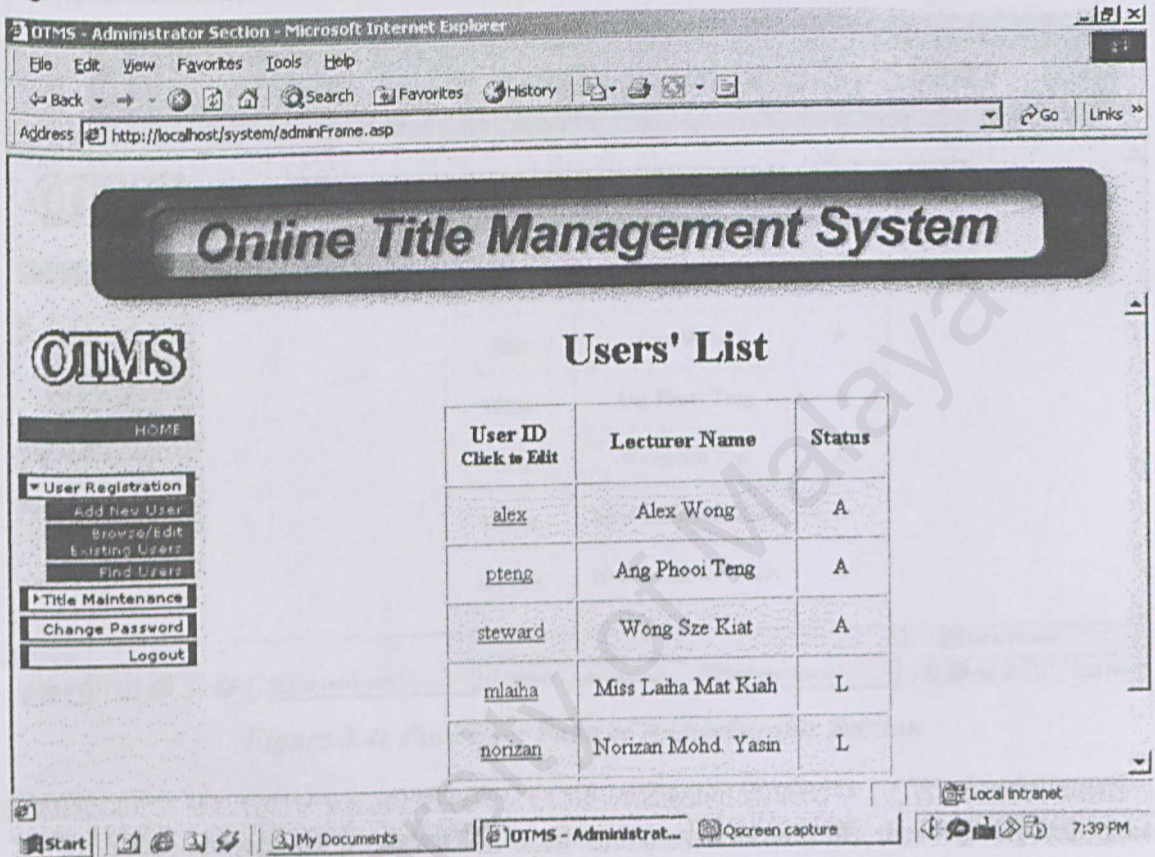 OTMS - Administrator Section - Microsoft Internet Explorer
File Edit View Favorites Tools Help
Back Search Favorites History
Address http://localhost/system/adminFrame.asp Go Links »
Online Title Management System
OTMS
HOME
User Registration
Add New User
Browse/Edit
Existing Users
Find Users
Title Maintenance
Change Password
Logout
Users' List
User ID
Click to Edit Lecturer Name Status
alex Alex Wong A
pteng Ang Phooi Teng A
steward Wong Sze Kiat A
mlaiha Miss Laiha Mat Kiah L
norizan Norizan Mohd. Yasin L
Local intranet
Start My Documents OTMS - Administrat... Qscreen capture 7:39 PM
University of Malaya